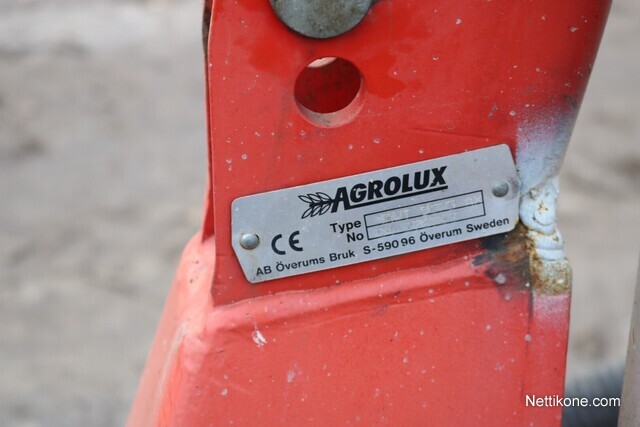 AGROLUX
Type
No
CE
AB Överums Bruk S-590 96 Överum Sweden
Nettikone.com